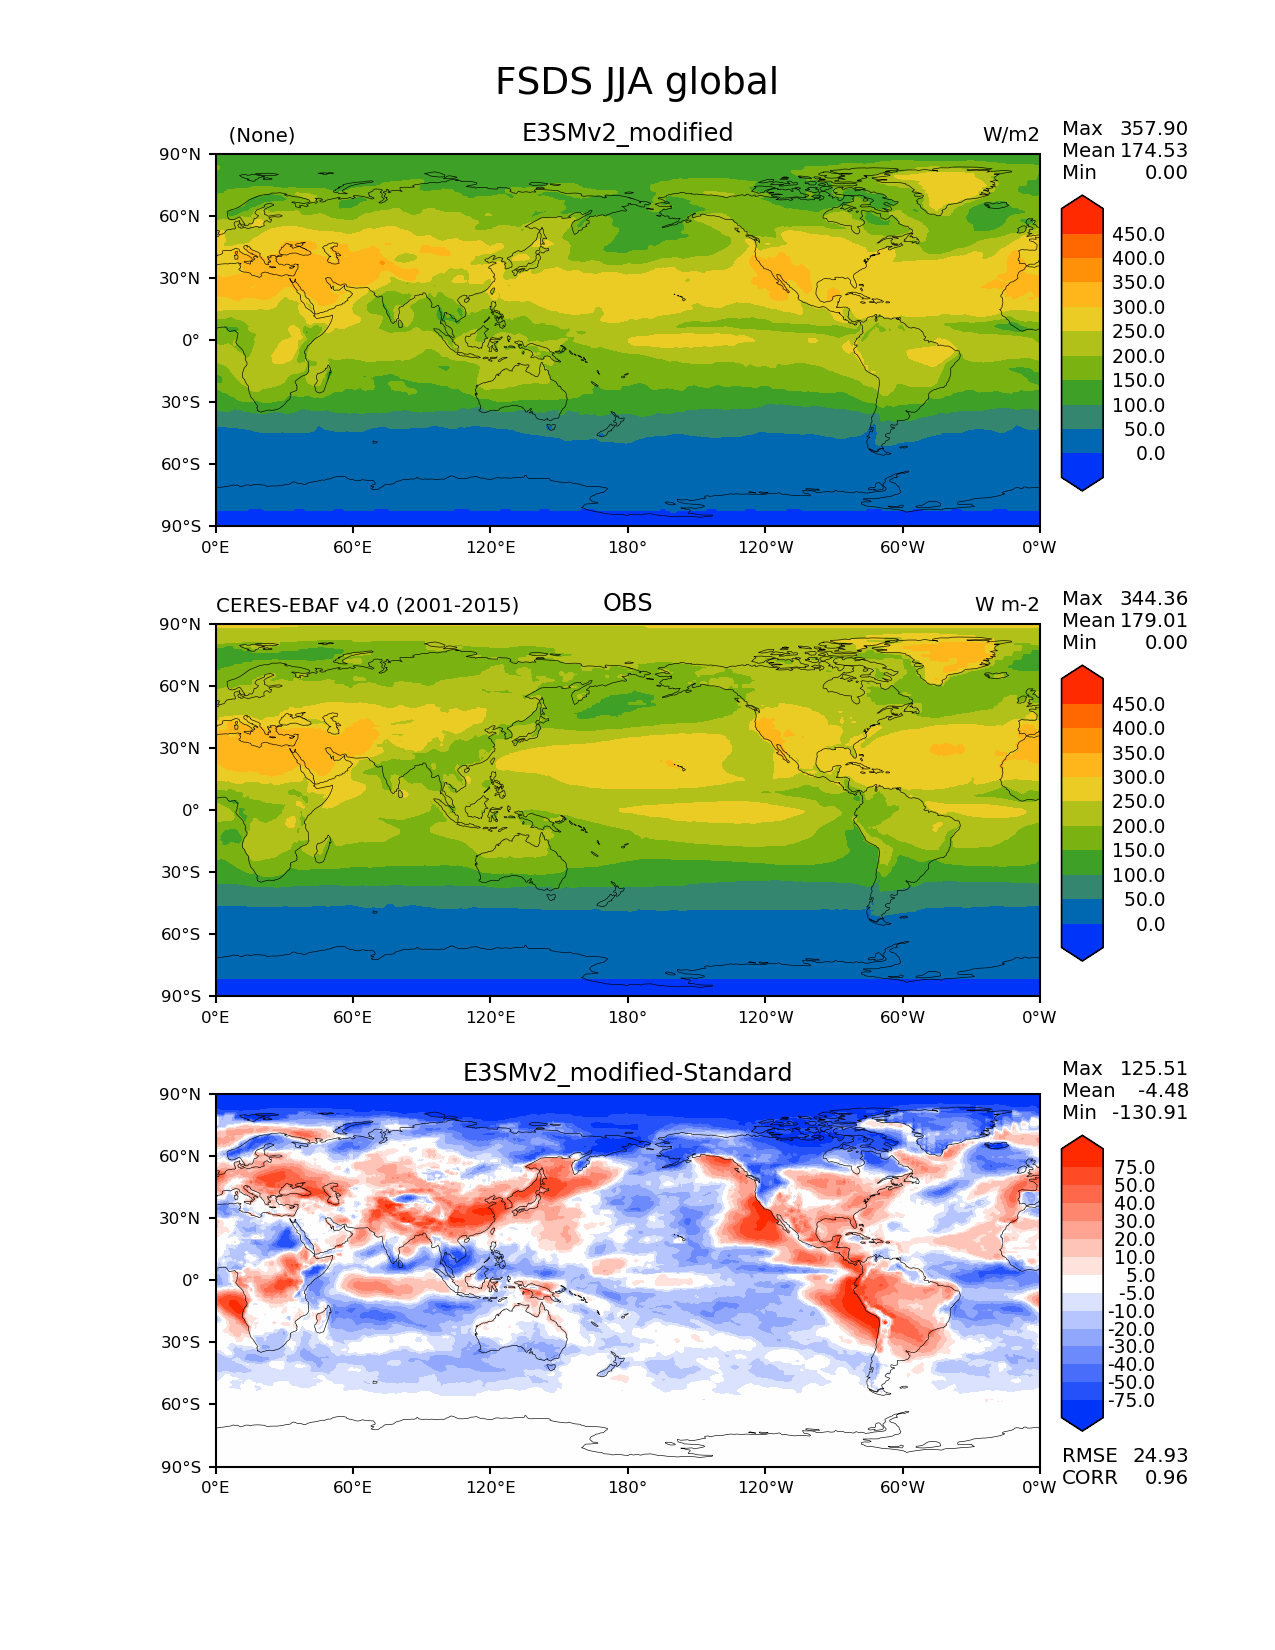 FSDS JJA global
(None) E3SMv2_modified W/m2
Max 357.90
Mean 174.53
Min 0.00
90°N
60°N
30°N
0°
30°S
60°S
90°S
0°E 60°E 120°E 180° 120°W 60°W 0°W
450.0
400.0
350.0
300.0
250.0
200.0
150.0
100.0
50.0
0.0
CERES-EBAF v4.0 (2001-2015) OBS W m-2
Max 344.36
Mean 179.01
Min 0.00
90°N
60°N
30°N
0°
30°S
60°S
90°S
0°E 60°E 120°E 180° 120°W 60°W 0°W
450.0
400.0
350.0
300.0
250.0
200.0
150.0
100.0
50.0
0.0
E3SMv2_modified-Standard
Max 125.51
Mean -4.48
Min -130.91
90°N
60°N
30°N
0°
30°S
60°S
90°S
0°E 60°E 120°E 180° 120°W 60°W 0°W
75.0
50.0
40.0
30.0
20.0
10.0
5.0
-5.0
-10.0
-20.0
-30.0
-40.0
-50.0
-75.0
RMSE 24.93
CORR 0.96